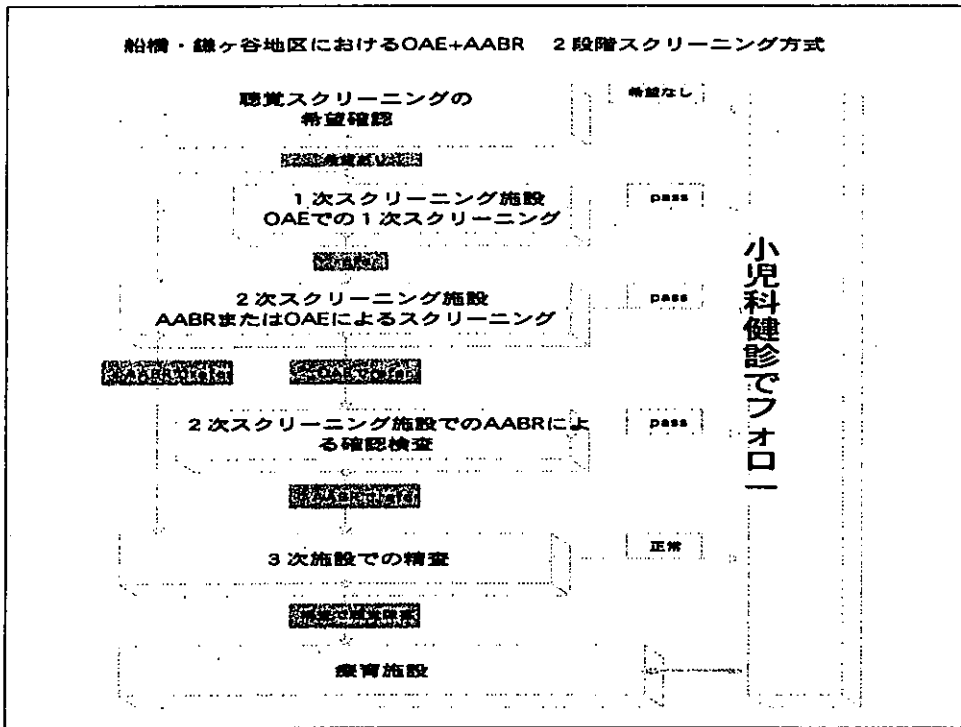 船橋・鎌ヶ谷地区におけるOAE+AABR 2段階スクリーニング方式
聴覚スクリーニングの
希望確認
希望なし
1次スクリーニング施設
OAEでの1次スクリーニング
pass
2次スクリーニング施設
AABRまたはOAEによるスクリーニング
pass
2次スクリーニング施設でのAABRによ
る確認検査
pass
3次施設での精査
正常
療育施設
小児科健診でフォロー